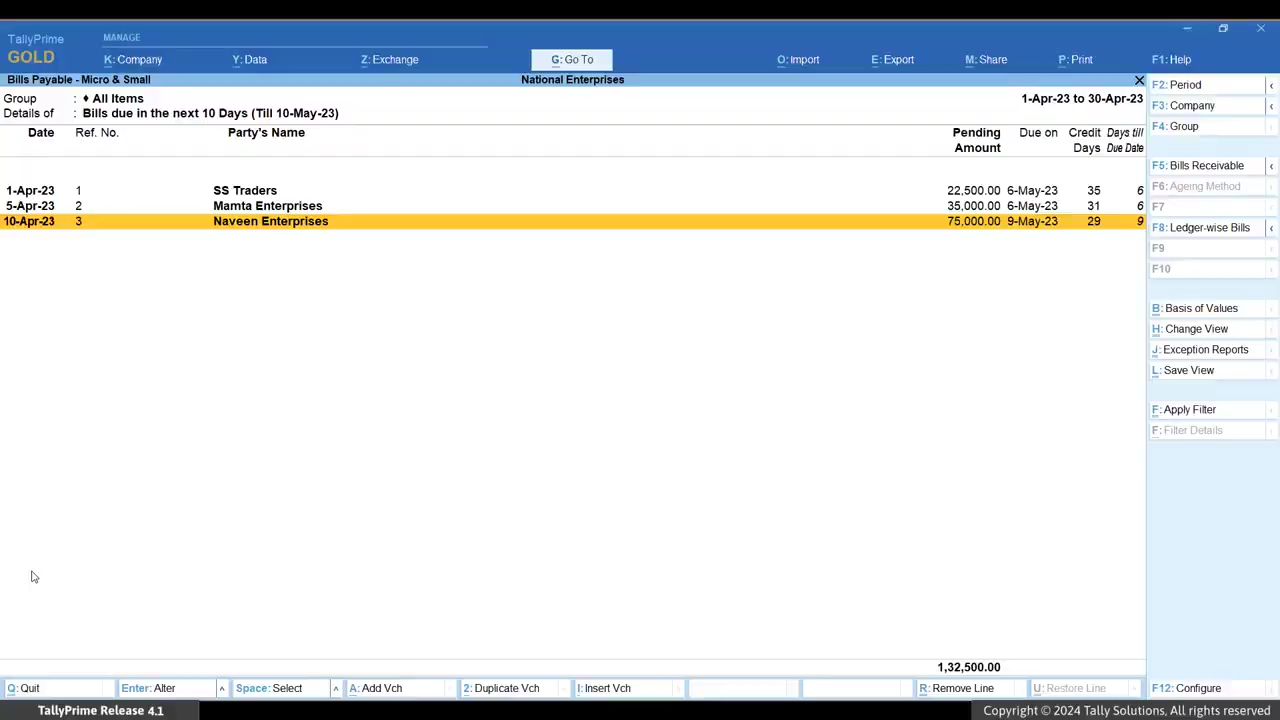 TallyPrime
GOLD
MANAGE
K: Company
Y: Data
Z: Exchange
G: Go To
O: Import
E: Export
M: Share
P: Print
F1: Help
Bills Payable - Micro & Small
National Enterprises
Group : ♦ All Items
1-Apr-23 to 30-Apr-23
Details of : Bills due in the next 10 Days (Till 10-May-23)
Date Ref. No. Party's Name Pending Due on Credit Days till
Amount Days Due Date
1-Apr-23 1 SS Traders 22,500.00 6-May-23 35 6
5-Apr-23 2 Mamta Enterprises 35,000.00 6-May-23 31 6
10-Apr-23 3 Naveen Enterprises 75,000.00 9-May-23 29 9
1,32,500.00
F2: Period
F3: Company
F4: Group
F5: Bills Receivable
F6: Ageing Method
F7
F8: Ledger-wise Bills
F9
F10
B: Basis of Values
H: Change View
J: Exception Reports
L: Save View
F: Apply Filter
F: Filter Details
Q: Quit
Enter: Alter
Space: Select
A: Add Vch
2: Duplicate Vch
I: Insert Vch
R: Remove Line
U: Restore Line
F12: Configure
TallyPrime Release 4.1
Copyright © 2024 Tally Solutions, All rights reserved